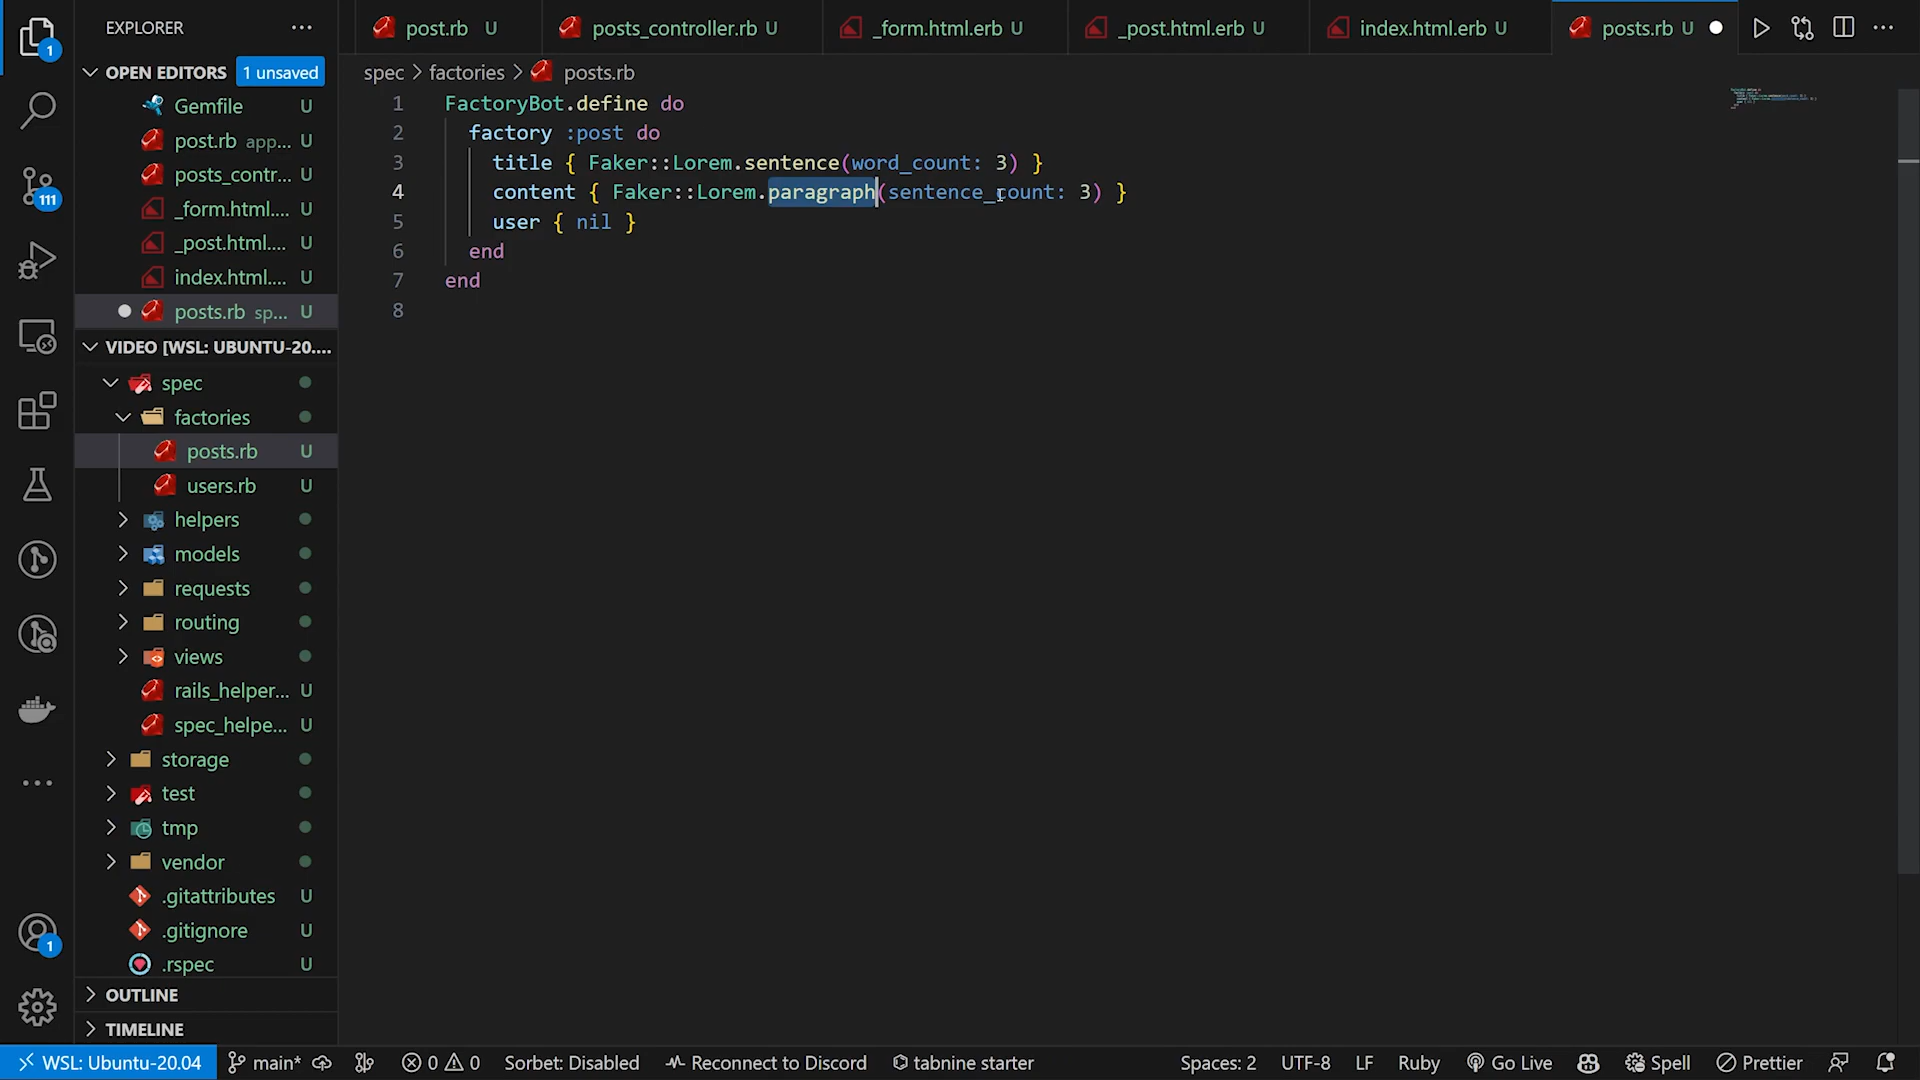 EXPLORER
post.rb U
posts_controller.rb U
_form.html.erb U
_post.html.erb U
index.html.erb U
posts.rb U
1
OPEN EDITORS 1 unsaved
Gemfile U
post.rb app... U
posts_contr... U
_form.html.... U
_post.html.... U
index.html.... U
posts.rb sp... U
VIDEO [WSL: UBUNTU-20....
spec
factories
posts.rb U
users.rb U
helpers
models
requests
routing
views
rails_helper... U
spec_helpe... U
storage
test
tmp
vendor
.gitattributes U
.gitignore U
.rspec U
OUTLINE
TIMELINE
111
1
spec > factories > posts.rb
1 FactoryBot.define do
2 factory :post do
3 title { Faker::Lorem.sentence(word_count: 3) }
4 content { Faker::Lorem.paragraph(sentence_count: 3) }
5 user { nil }
6 end
7 end
8
WSL: Ubuntu-20.04 main* 0 0 Sorbet: Disabled Reconnect to Discord tabnine starter Spaces: 2 UTF-8 LF Ruby Go Live Spell Prettier